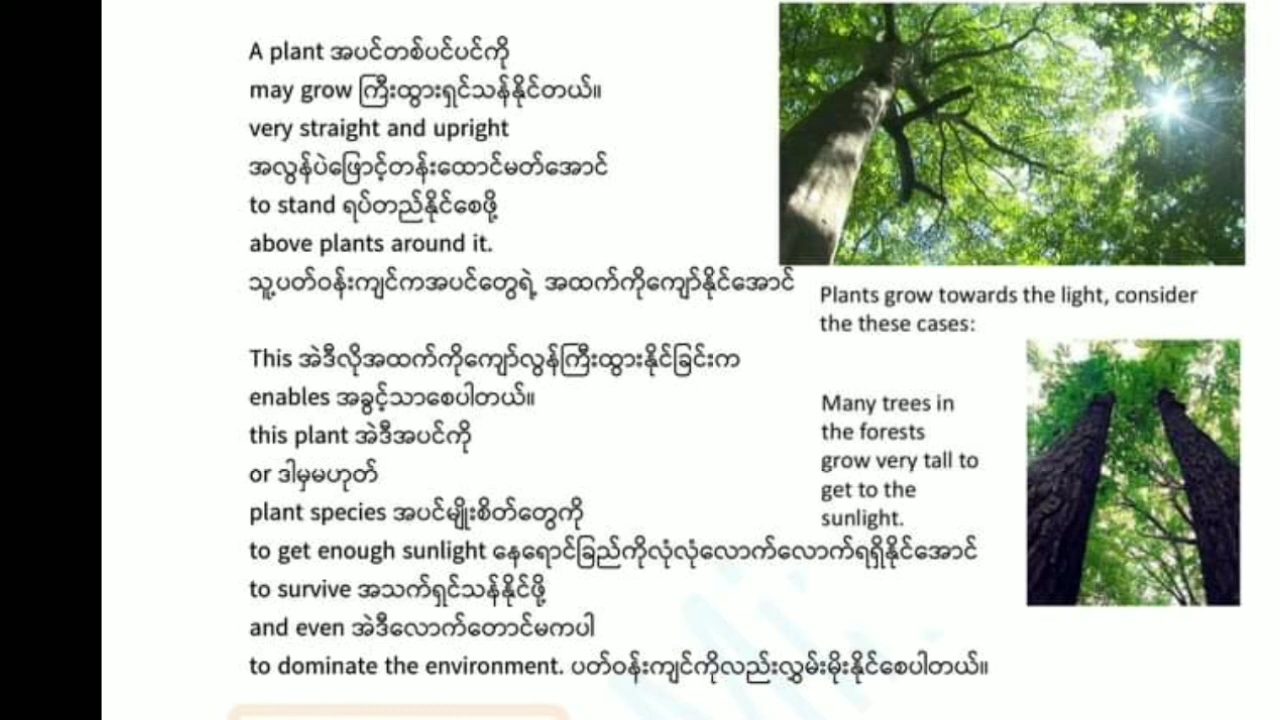 A plant အပင်တစ်ပင်ပင်ကို
may grow ကြီးထွားရှင်သန်နိုင်တယ်။
very straight and upright
အလွန်ပဲဖြောင့်တန်းထောင်မတ်အောင်
to stand ရပ်တည်နိုင်စေဖို့
above plants around it.
သူ့ပတ်ဝန်းကျင်ကအပင်တွေရဲ့ အထက်ကိုကျော်နိုင်အောင်
This အဲဒီလိုအထက်ကိုကျော်လွန်ကြီးထွားနိုင်ခြင်းက
enables အခွင့်သာစေပါတယ်။
this plant အဲဒီအပင်ကို
or ဒါမှမဟုတ်
plant species အပင်မျိုးစိတ်တွေကို
to get enough sunlight နေရောင်ခြည်ကိုလုံလုံလောက်လောက်ရရှိနိုင်အောင်
to survive အသက်ရှင်သန်နိုင်ဖို့
and even အဲဒီလောက်တောင်မကပါ
to dominate the environment. ပတ်ဝန်းကျင်ကိုလည်းလွှမ်းမိုးနိုင်စေပါတယ်။
Plants grow towards the light, consider
the these cases:
Many trees in
the forests
grow very tall to
get to the
sunlight.